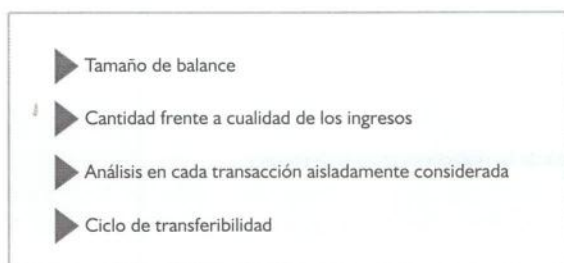 Tamaño de balance
Cantidad frente a cualidad de los ingresos
Análisis en cada transacción aisladamente considerada
Ciclo de transferibilidad